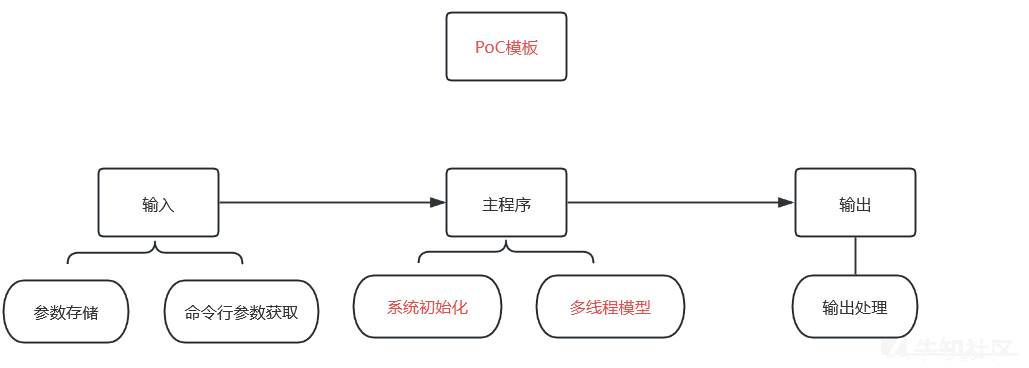 PoC模板
输入
主程序
输出
参数存储
命令行参数获取
系统初始化
多线程模型
输出处理
先知社区